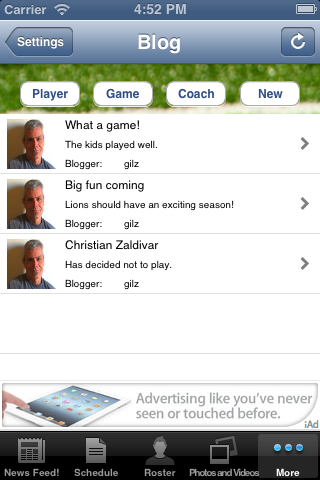 Carrier 4:52 PM
Settings Blog
Player Game Coach New
What a game!
The kids played well.
Blogger: gilz
Big fun coming
Lions should have an exciting season!
Blogger: gilz
Christian Zaldivar
Has decided not to play.
Blogger: gilz
Advertising like you've never
seen or touched before.
iAd
News Feed! Schedule Roster Photos and Videos More